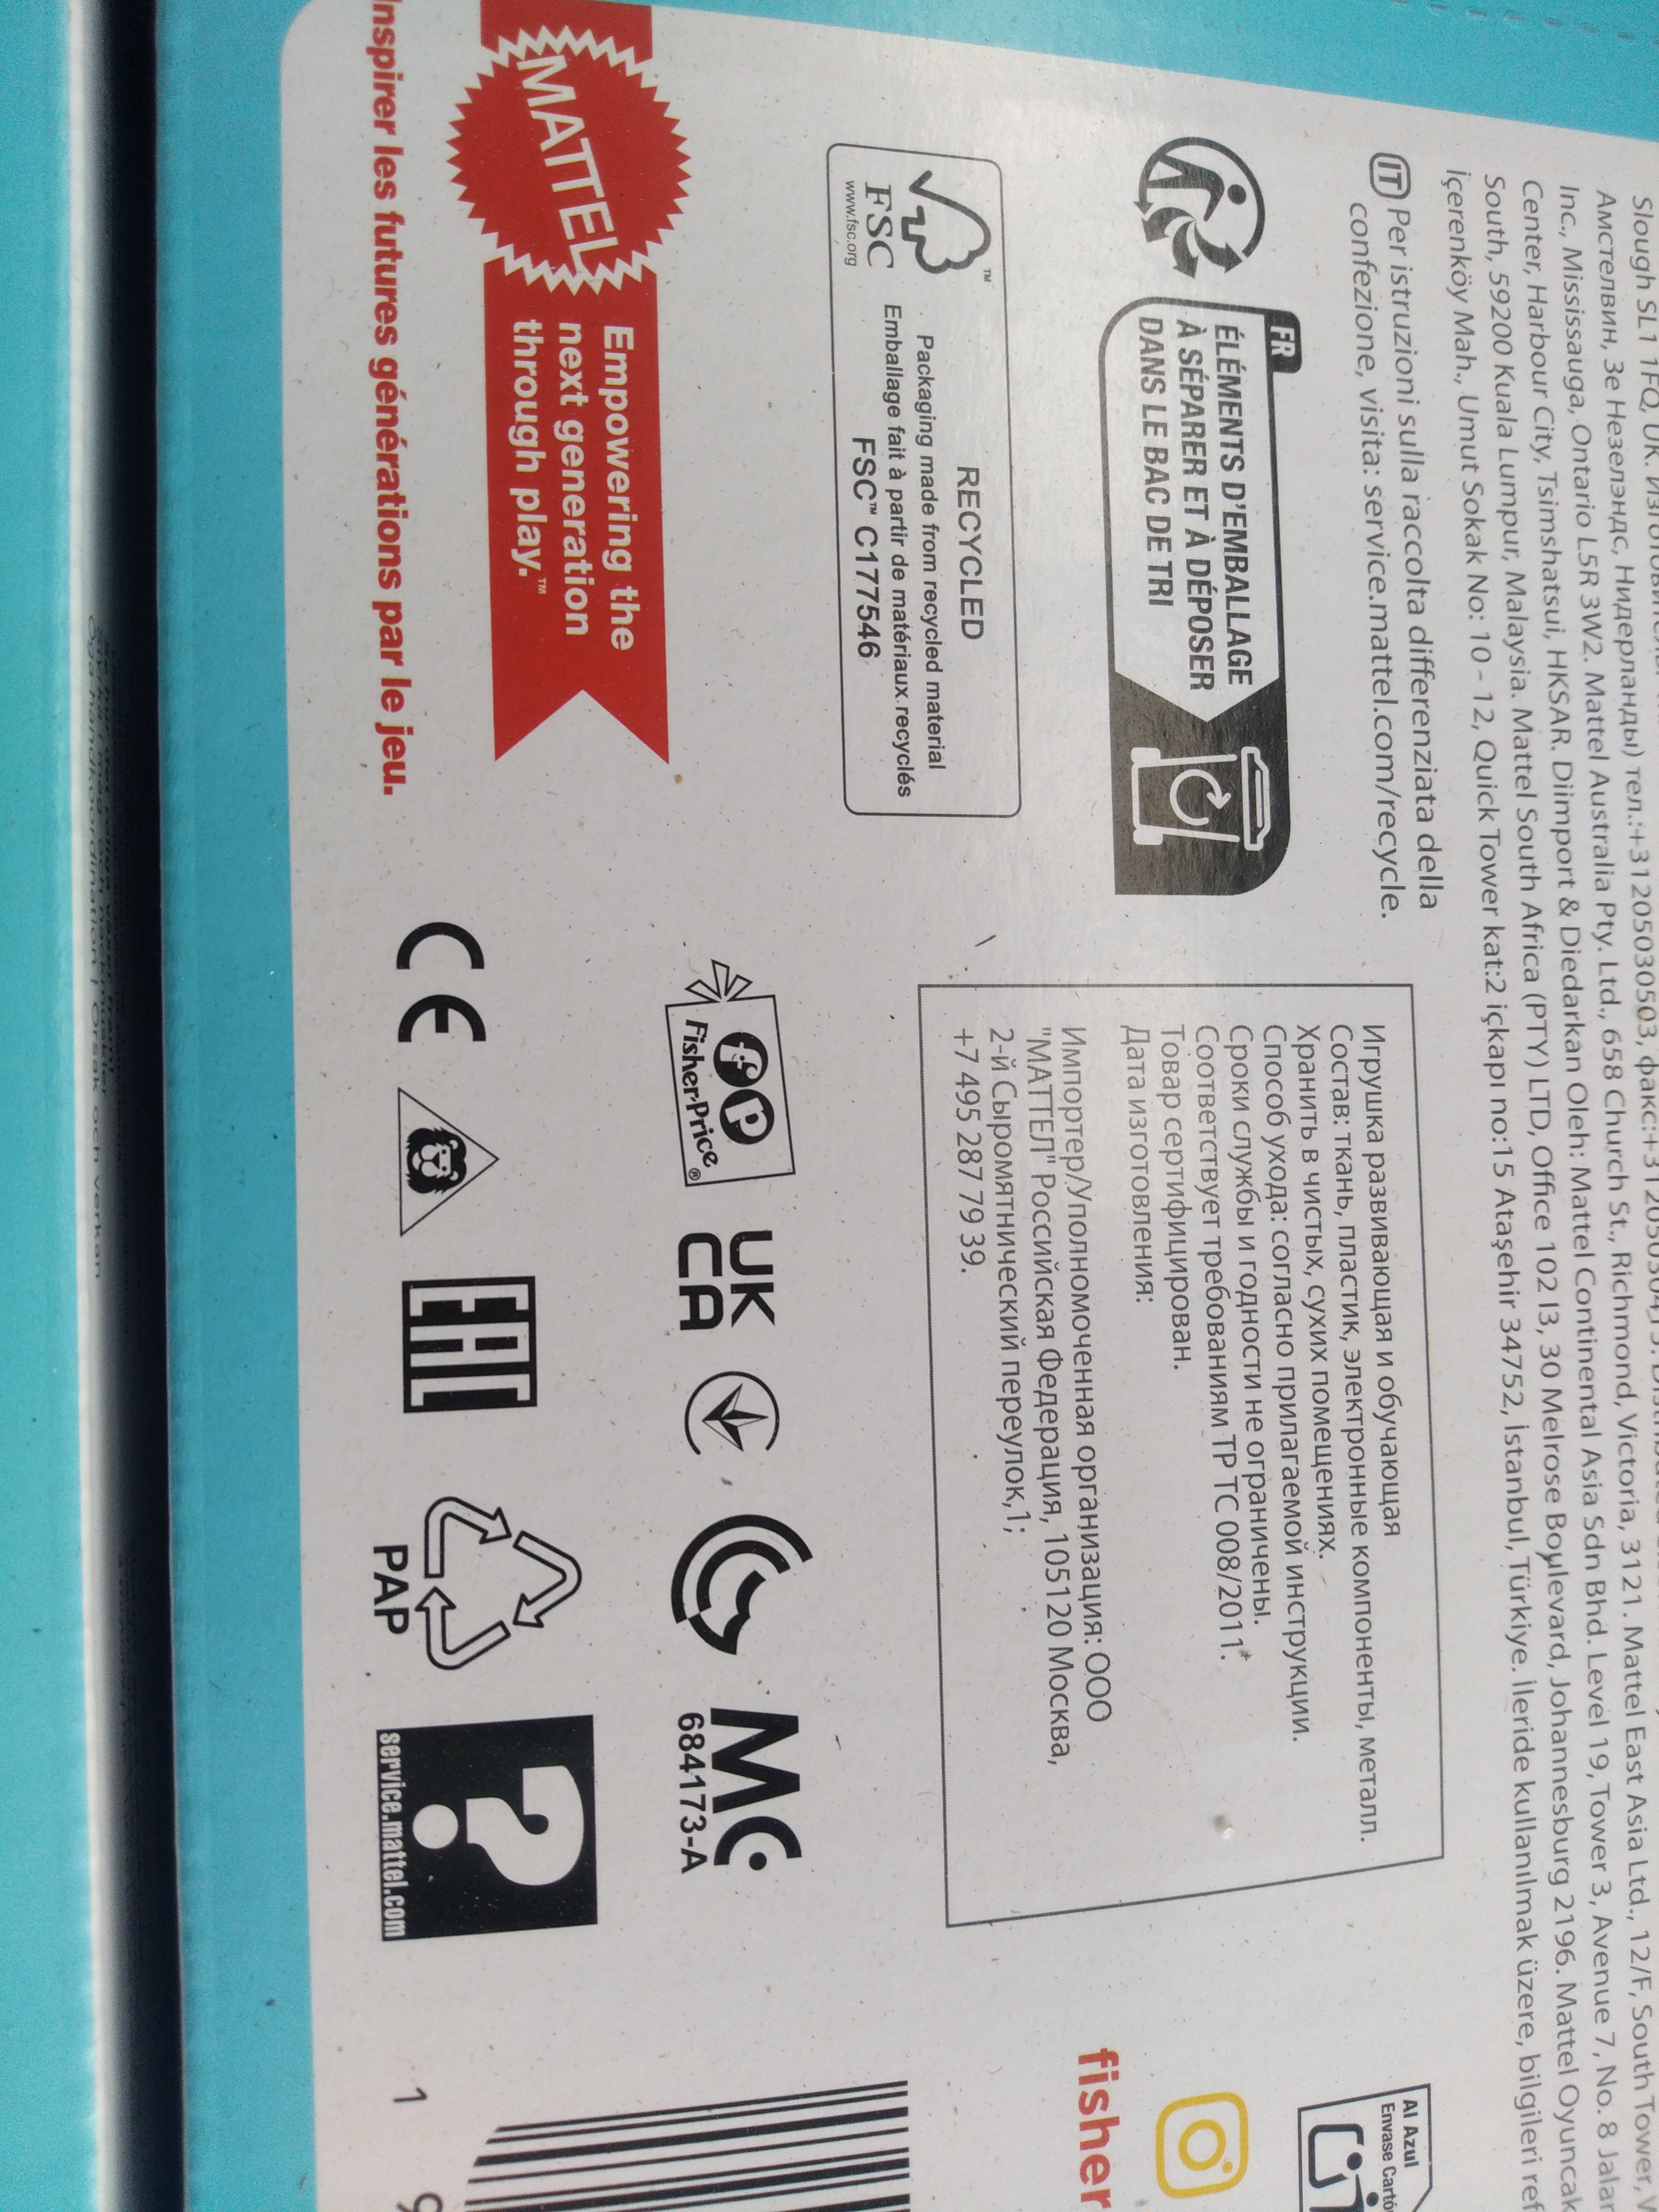 Slough SL1 1FQ, UK.
Амстелвин, 3е Незелэндс, Нидерланды) тел.:+31205030503, факс:+31205030475.
Inc., Mississauga, Ontario L5R 3W2. Mattel Australia Pty. Ltd., 658 Church St., Richmond, Victoria, 3121. Mattel East Asia Ltd., 12/F, South Tower,
Center, Harbour City, Tsimshatsui, HKSAR. Diimport & Diedarkan Oleh: Mattel Continental Asia Sdn Bhd. Level 19, Tower 3, Avenue 7, No. 8
South, 59200 Kuala Lumpur, Malaysia. Mattel South Africa (PTY) LTD, Office 102 I3, 30 Melrose Boulevard, Johannesburg 2196. Mattel Oyuncak
İçerenköy Mah., Umut Sokak No: 10 - 12, Quick Tower kat:2 içkapı no:15 Ataşehir 34752, İstanbul, Türkiye. İleride kullanılmak üzere, bilgileri
IT Per istruzioni sulla raccolta differenziata della
confezione, visita: service.mattel.com/recycle.
FR
ÉLÉMENTS D'EMBALLAGE
À SÉPARER ET À DÉPOSER
DANS LE BAC DE TRI
Игрушка развивающая и обучающая
Состав: ткань, пластик, электронные компоненты, металл.
Хранить в чистых, сухих помещениях.
Способ ухода: согласно прилагаемой инструкции.
Сроки службы и годности не ограничены.
Соответствует требованиям ТР ТС 008/2011*.
Товар сертифицирован.
Дата изготовления:
Импортер/Уполномоченная организация: ООО
"МАТТЕЛ" Российская Федерация, 105120 Москва,
2-й Сыромятнический переулок,1;
+7 495 287 79 39.
Al Azul
Envase Cartó
fisher
TM
FSC
www.fsc.org
RECYCLED
Packaging made from recycled material
Emballage fait à partir de matériaux recyclés
FSC™ C177546
MATTEL
Empowering the
next generation
through play.™
Inspirer les futures générations par le jeu.
fp
Fisher-Price®
UK
CA
MC
684173-A
CE
EAC
PAP
?
service.mattel.com
1
9